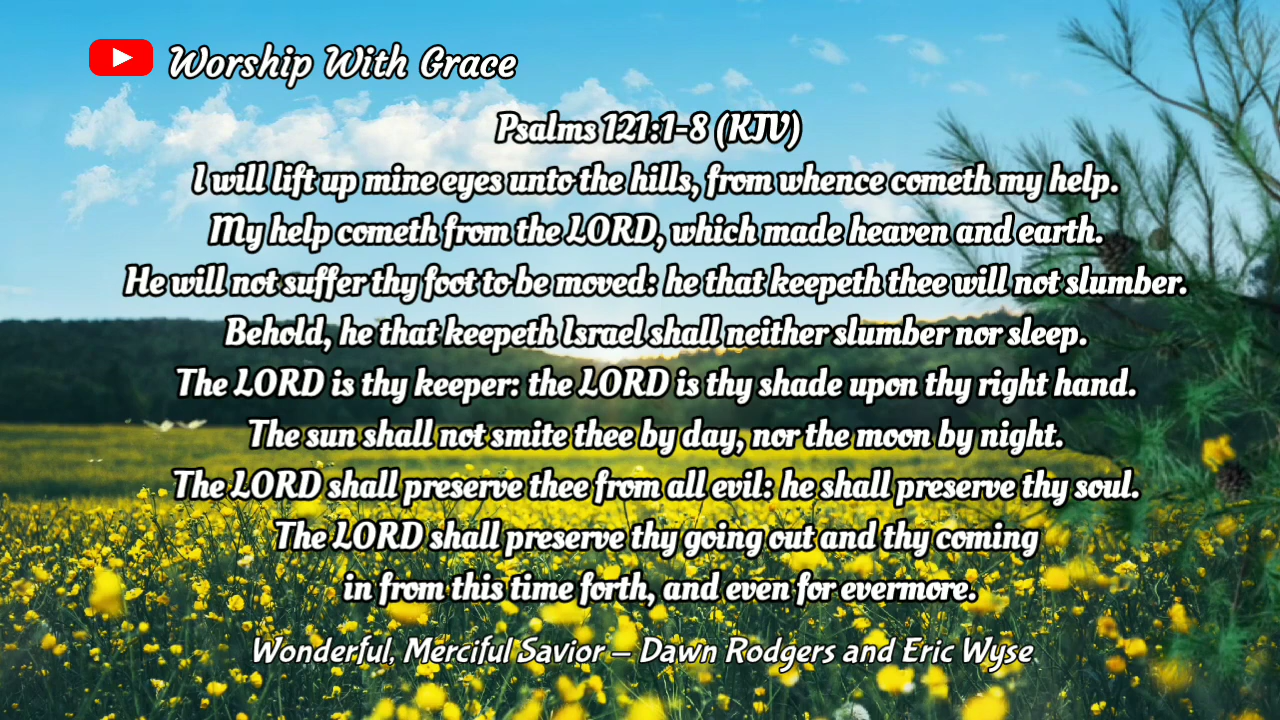 Worship With Grace
Psalms 121:1-8 (KJV)
I will lift up mine eyes unto the hills, from whence cometh my help.
My help cometh from the LORD, which made heaven and earth.
He will not suffer thy foot to be moved: he that keepeth thee will not slumber.
Behold, he that keepeth Israel shall neither slumber nor sleep.
The LORD is thy keeper: the LORD is thy shade upon thy right hand.
The sun shall not smite thee by day, nor the moon by night.
The LORD shall preserve thee from all evil: he shall preserve thy soul.
The LORD shall preserve thy going out and thy coming
in from this time forth, and even for evermore.
Wonderful, Merciful Savior – Dawn Rodgers and Eric Wyse